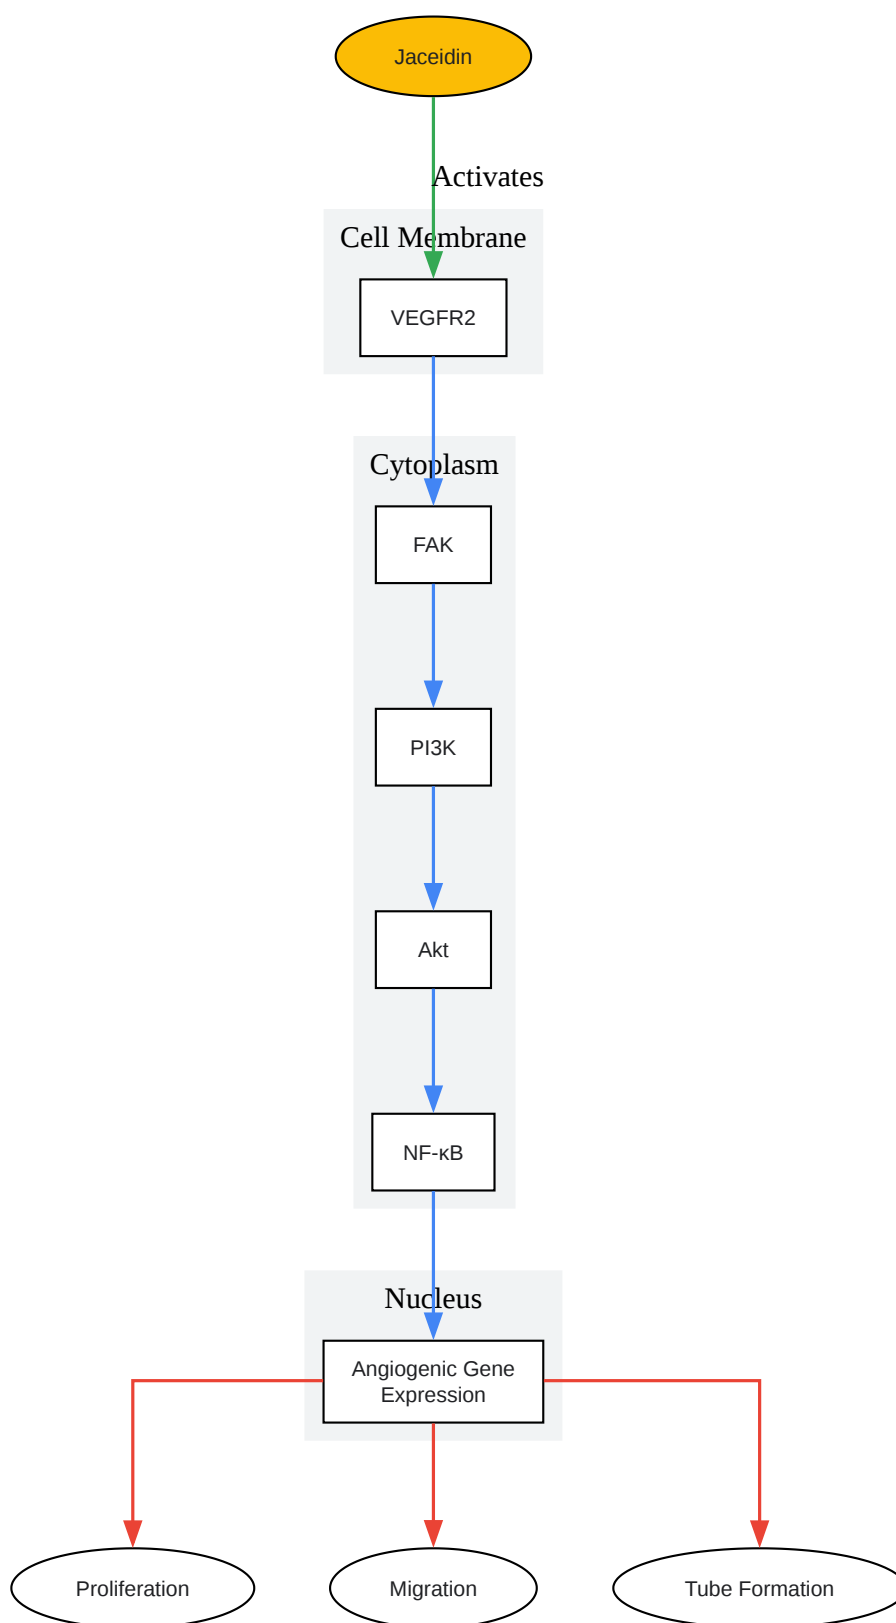 Jaceidin
Activates
Cell Membrane
VEGFR2
Cytoplasm
FAK
PI3K
Akt
NF-κB
Nucleus
Angiogenic Gene
Expression
Proliferation
Migration
Tube Formation